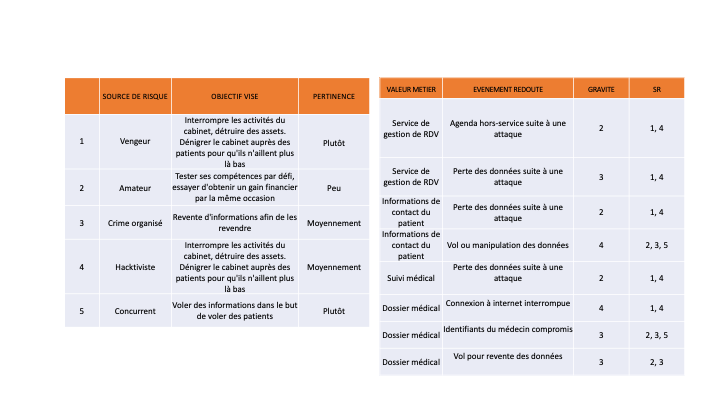 SOURCE DE RISQUE OBJECTIF VISE PERTINENCE
1 Vengeur Interrompre les activités du
cabinet, détruire des assets.
Dénigrer le cabinet auprès des
patients pour qu'ils n'aillent plus
là bas Plutôt
2 Amateur Tester ses compétences par défi,
essayer d'obtenir un gain financier
par la même occasion Peu
3 Crime organisé Revente d'informations afin de les
revendre Moyennement
4 Hacktiviste Interrompre les activités du
cabinet, détruire des assets.
Dénigrer le cabinet auprès des
patients pour qu'ils n'aillent plus
là bas Moyennement
5 Concurrent Voler des informations dans le but
de voler des patients Plutôt
VALEUR METIER EVENEMENT REDOUTE GRAVITE SR
Service de
gestion de RDV Agenda hors-service suite à une
attaque 2 1, 4
Service de
gestion de RDV Perte des données suite à une
attaque 3 1, 4
Informations de
contact du
patient Perte des données suite à une
attaque 2 1, 4
Informations de
contact du
patient Vol ou manipulation des données 4 2, 3, 5
Suivi médical Perte des données suite à une
attaque 2 1, 4
Dossier médical Connexion à internet interrompue 4 1, 4
Dossier médical Identifiants du médecin compromis 3 2, 3, 5
Dossier médical Vol pour revente des données 3 2, 3